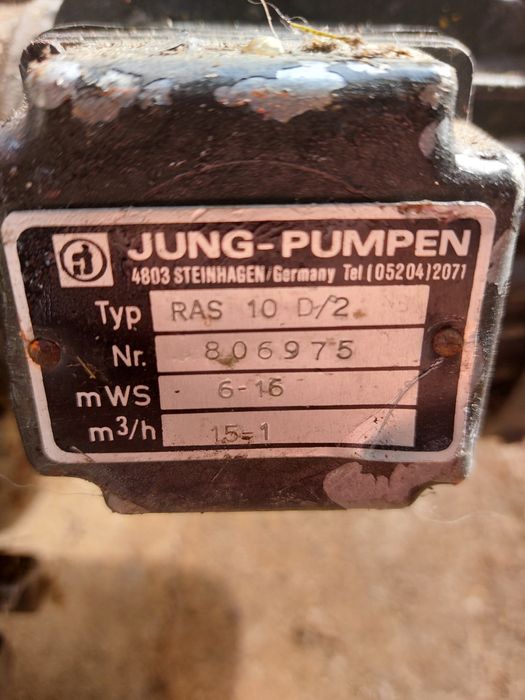 JUNG-PUMPEN
4803 STEINHAGEN/Germany Tel (05204) 2071
Typ RAS 10 D/2
Nr. 806975
mWS 6-16
m³/h 15-1